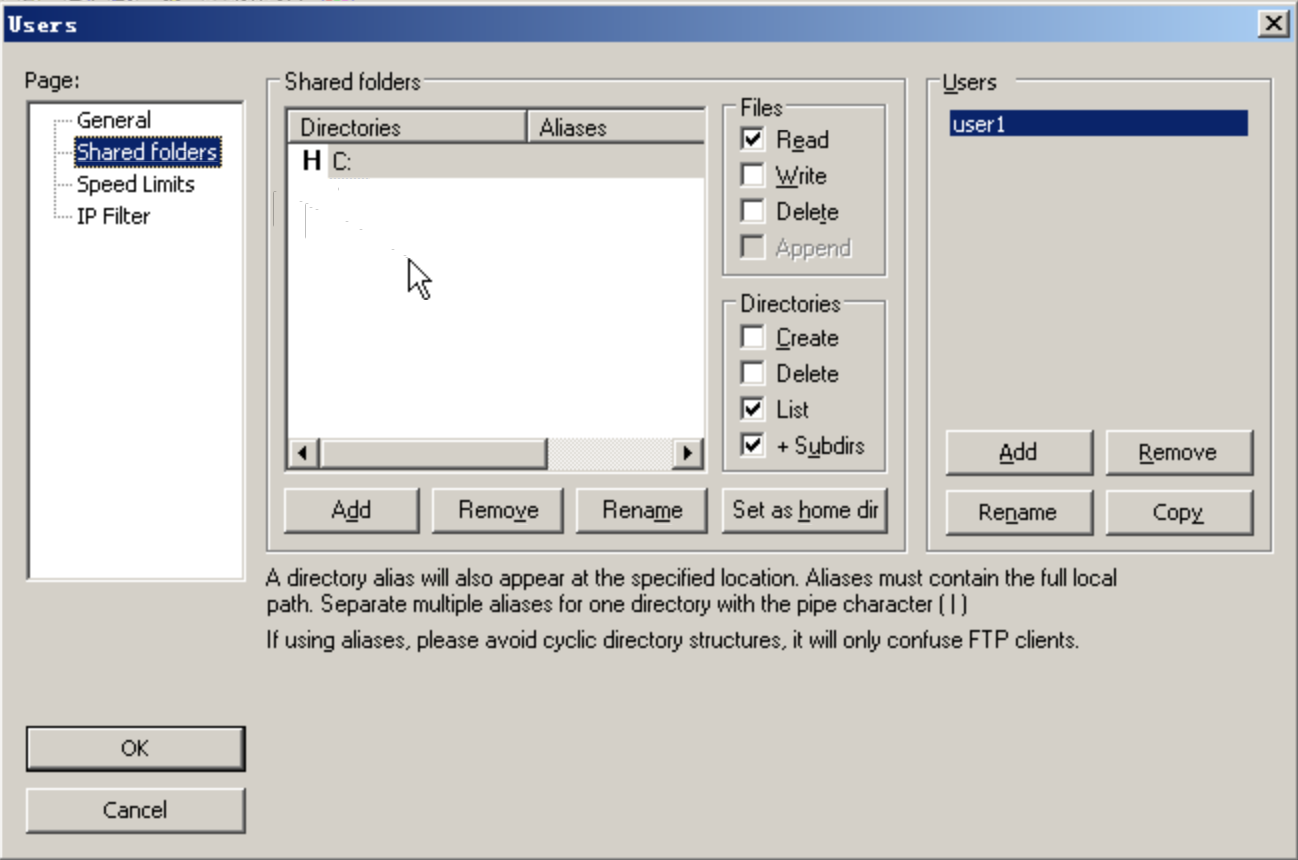 Users
Page:
General
Shared folders
Speed Limits
IP Filter
Shared folders
Directories Aliases
H C:
Add Remove Rename Set as home dir
Files
Read
Write
Delete
Append
Directories
Create
Delete
List
+ Subdirs
Users
user1
Add Remove
Rename Copy
A directory alias will also appear at the specified location. Aliases must contain the full local
path. Separate multiple aliases for one directory with the pipe character ( | )
If using aliases, please avoid cyclic directory structures, it will only confuse FTP clients.
OK
Cancel